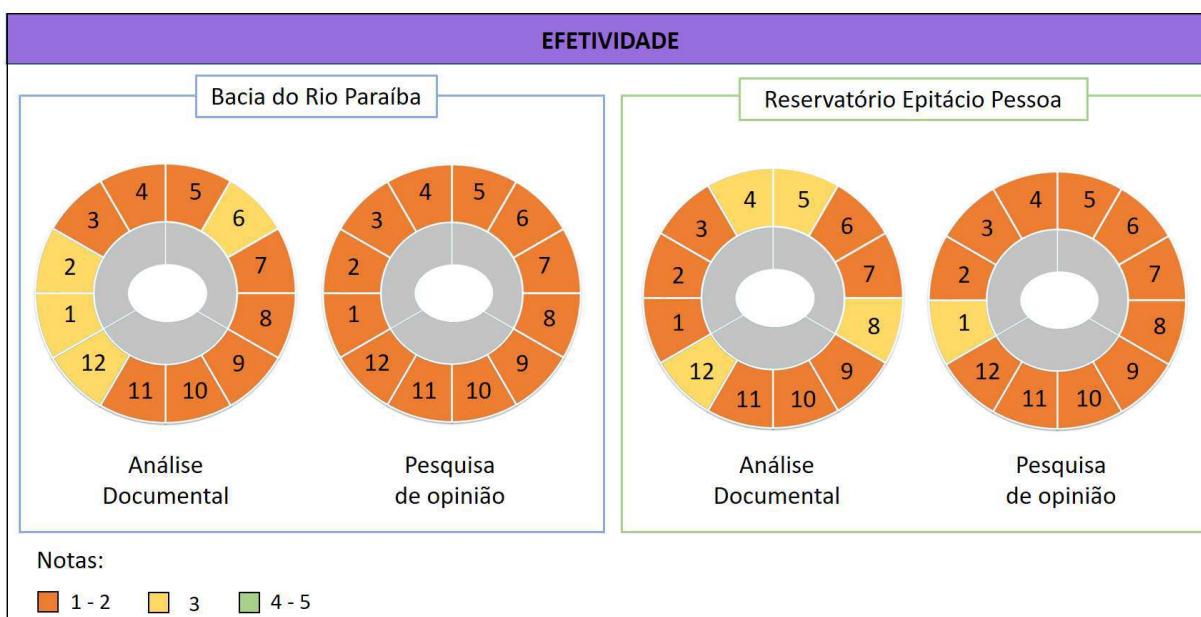 EFETIVIDADE
Bacia do Rio Paraíba
Reservatório Epitácio Pessoa
1 2 3 4 5 6 7 8 9 10 11 12
1 2 3 4 5 6 7 8 9 10 11 12
1 2 3 4 5 6 7 8 9 10 11 12
1 2 3 4 5 6 7 8 9 10 11 12
Análise
Documental
Pesquisa
de opinião
Análise
Documental
Pesquisa
de opinião
Notas:
1 - 2
3
4 - 5